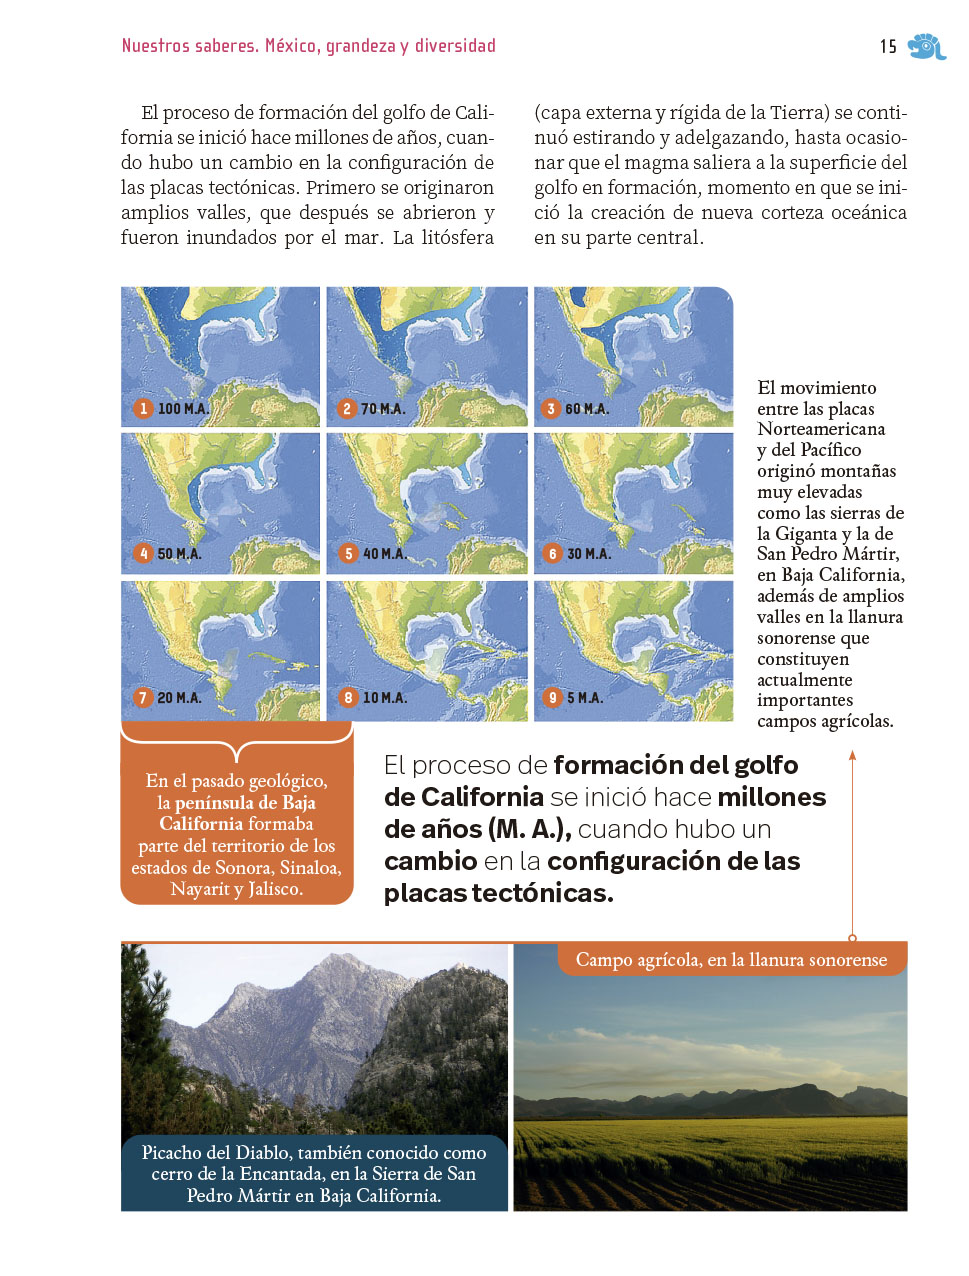 Nuestros saberes. México, grandeza y diversidad
15
El proceso de formación del golfo de Cali-
fornia se inició hace millones de años, cuan-
do hubo un cambio en la configuración de
las placas tectónicas. Primero se originaron
amplios valles, que después se abrieron y
fueron inundados por el mar. La litósfera
(capa externa y rígida de la Tierra) se conti-
nuó estirando y adelgazando, hasta ocasio-
nar que el magma saliera a la superficie del
golfo en formación, momento en que se ini-
ció la creación de nueva corteza oceánica
en su parte central.
1 100 M.A.
2 70 M.A.
3 60 M.A.
4 50 M.A.
5 40 M.A.
6 30 M.A.
7 20 M.A.
8 10 M.A.
9 5 M.A.
El movimiento
entre las placas
Norteamericana
y del Pacífico
originó montañas
muy elevadas
como las sierras de
la Giganta y la de
San Pedro Mártir,
en Baja California,
además de amplios
valles en la llanura
sonorense que
constituyen
actualmente
importantes
campos agrícolas.
En el pasado geológico,
la península de Baja
California formaba
parte del territorio de los
estados de Sonora, Sinaloa,
Nayarit y Jalisco.
El proceso de formación del golfo
de California se inició hace millones
de años (M. A.), cuando hubo un
cambio en la configuración de las
placas tectónicas.
Campo agrícola, en la llanura sonorense
Picacho del Diablo, también conocido como
cerro de la Encantada, en la Sierra de San
Pedro Mártir en Baja California.